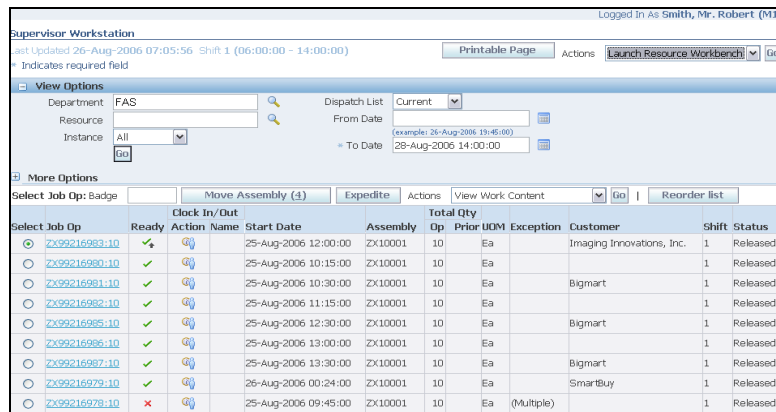 Logged In As Smith, Mr. Robert (M1
Supervisor Workstation
Last Updated 26-Aug-2006 07:05:56 Shift 1 (06:00:00 - 14:00:00) Printable Page Actions Launch Resource Workbench Go
* Indicates required field
View Options
Department FAS Dispatch List Current
Resource From Date
(example: 26-Aug-2006 19:45:00)
Instance All * To Date 28-Aug-2006 14:00:00
Go
More Options
Select Job Op: Badge Move Assembly (4) Expedite Actions View Work Content Go | Reorder list
Clock In/Out Total Qty
Select Job Op Ready Action Name Start Date Assembly Op Prior UOM Exception Customer Shift Status
ZX99216983:10 25-Aug-2006 12:00:00 ZX10001 10 Ea Imaging Innovations, Inc. 1 Released
ZX99216980:10 25-Aug-2006 10:15:00 ZX10001 10 Ea 1 Released
ZX99216981:10 25-Aug-2006 10:30:00 ZX10001 10 Ea Bigmart 1 Released
ZX99216982:10 25-Aug-2006 11:15:00 ZX10001 10 Ea 1 Released
ZX99216985:10 25-Aug-2006 12:30:00 ZX10001 10 Ea Bigmart 1 Released
ZX99216986:10 25-Aug-2006 13:00:00 ZX10001 10 Ea 1 Released
ZX99216987:10 25-Aug-2006 13:30:00 ZX10001 10 Ea Bigmart 1 Released
ZX99216979:10 26-Aug-2006 00:24:00 ZX10001 10 Ea SmartBuy 1 Released
ZX99216978:10 25-Aug-2006 09:45:00 ZX10001 10 Ea (Multiple) 1 Released